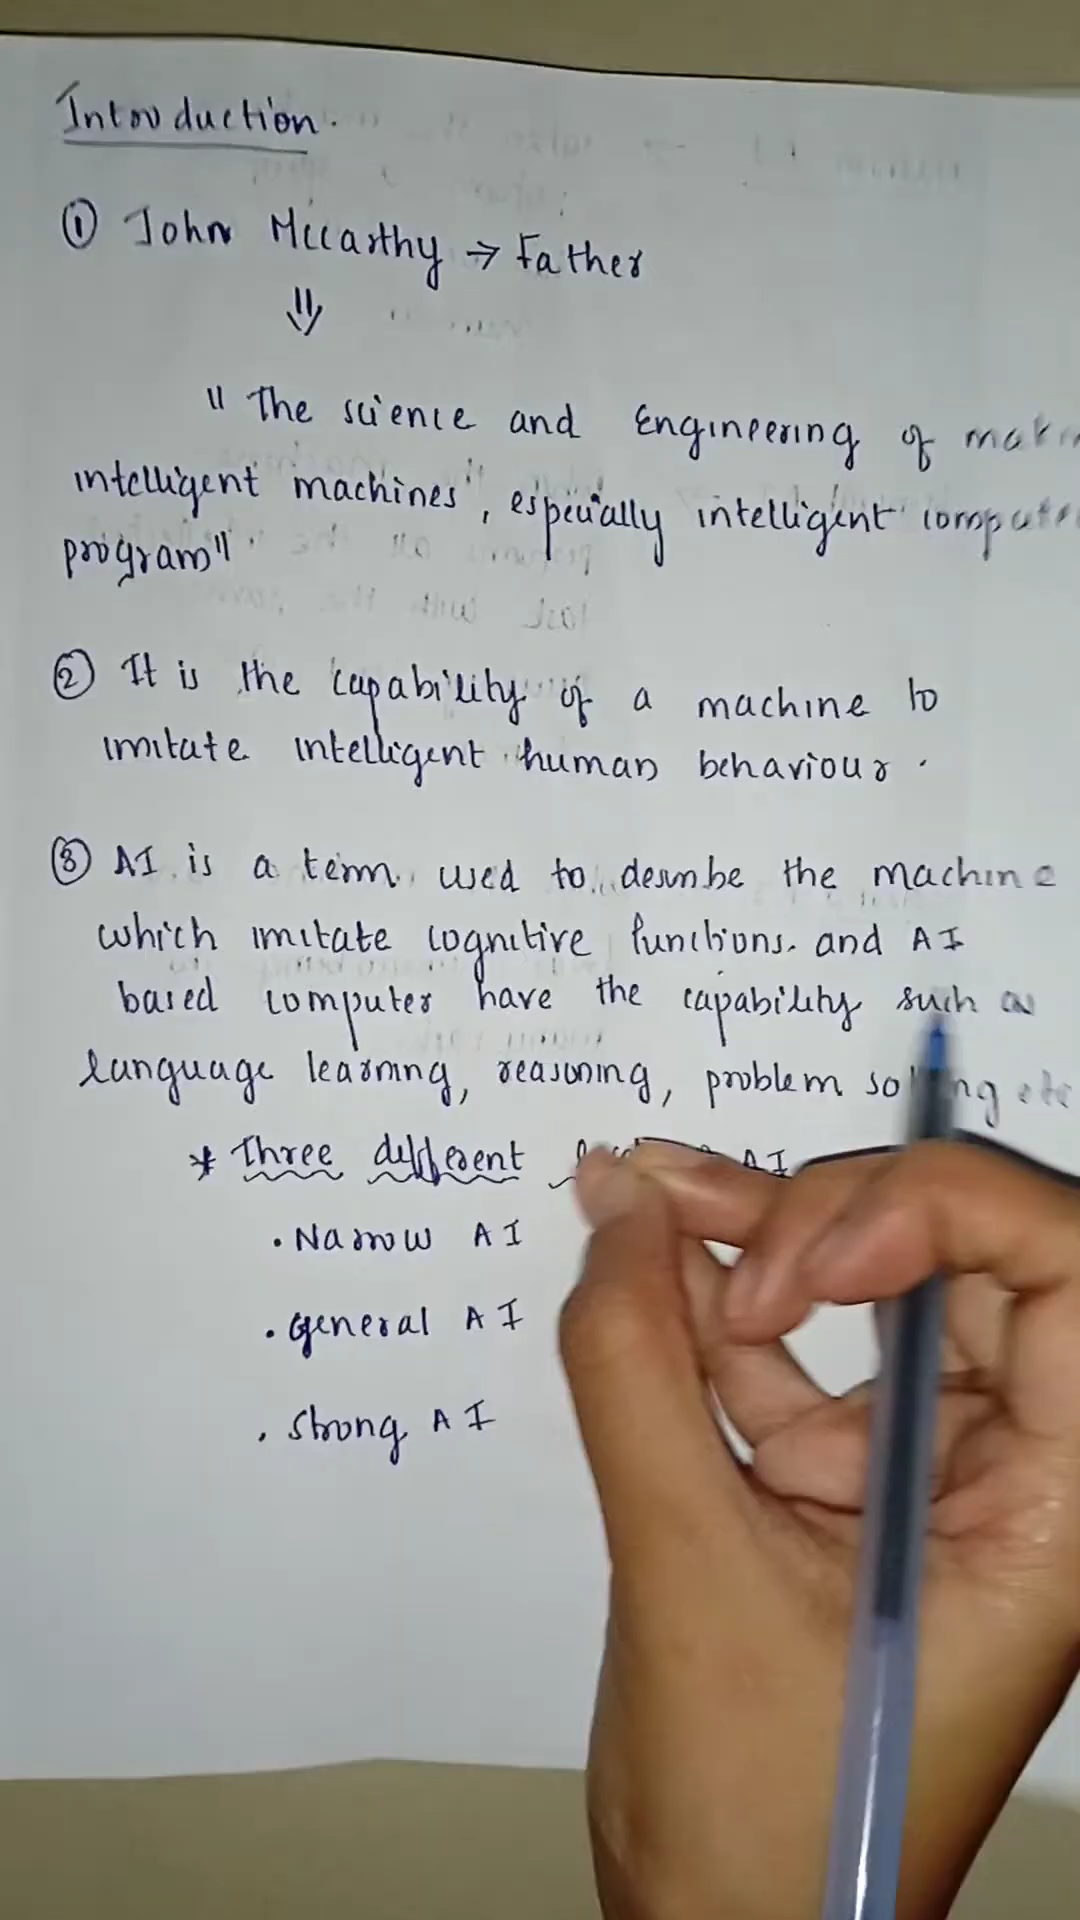 Introduction.
① John Mccarthy → Father
⇓
" The science and Engineering of
intelligent machines", especially intelligent
program"
② It is the capability of a machine to
imitate intelligent human behaviour.
③ AI is a term used to describe the machine
which imitate cognitive functions. and AI
based computer have the capability such as
language learning, reasoning, problem etc
* Three different AI
· Narrow AI
· General AI
· Strong AI